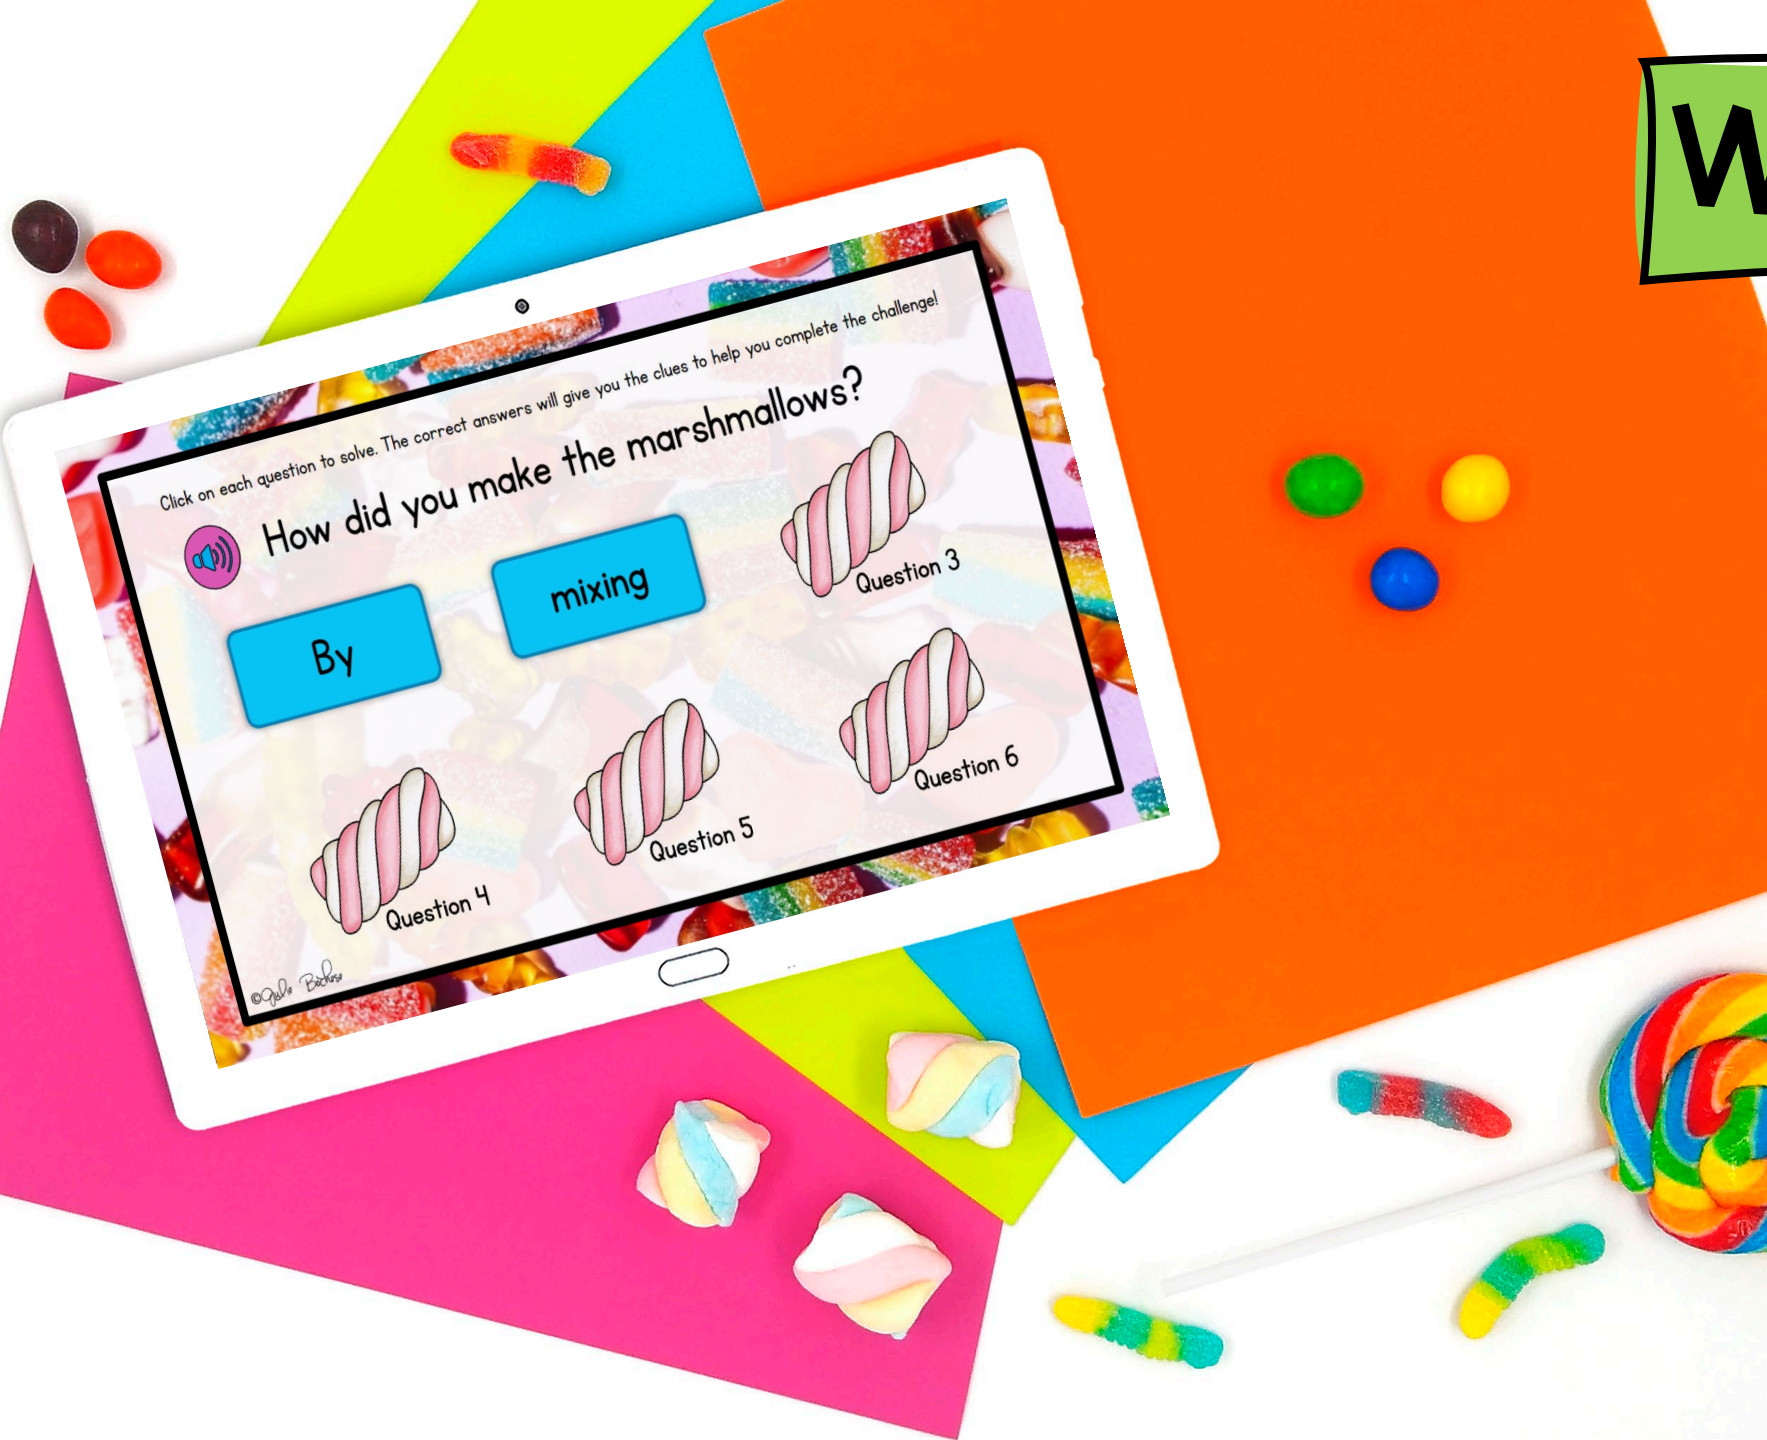 Click on each question to solve. The correct answers will give you the clues to help you complete the challenge!
How did you make the marshmallows?
By
mixing
Question 3
Question 4
Question 5
Question 6
W